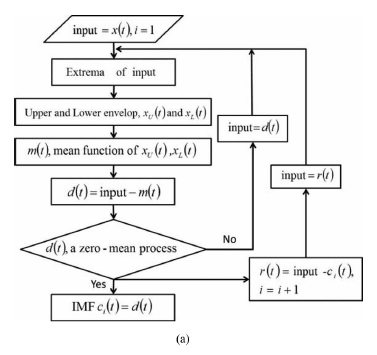 input = x(t), i = 1
Extrema of input
Upper and Lower envelop, x_U(t) and x_L(t)
m(t), mean function of x_U(t), x_L(t)
d(t) = input − m(t)
d(t), a zero - mean process
No
Yes
IMF c_i(t) = d(t)
input = d(t)
input = r(t)
r(t) = input -c_i(t),
i = i + 1
(a)